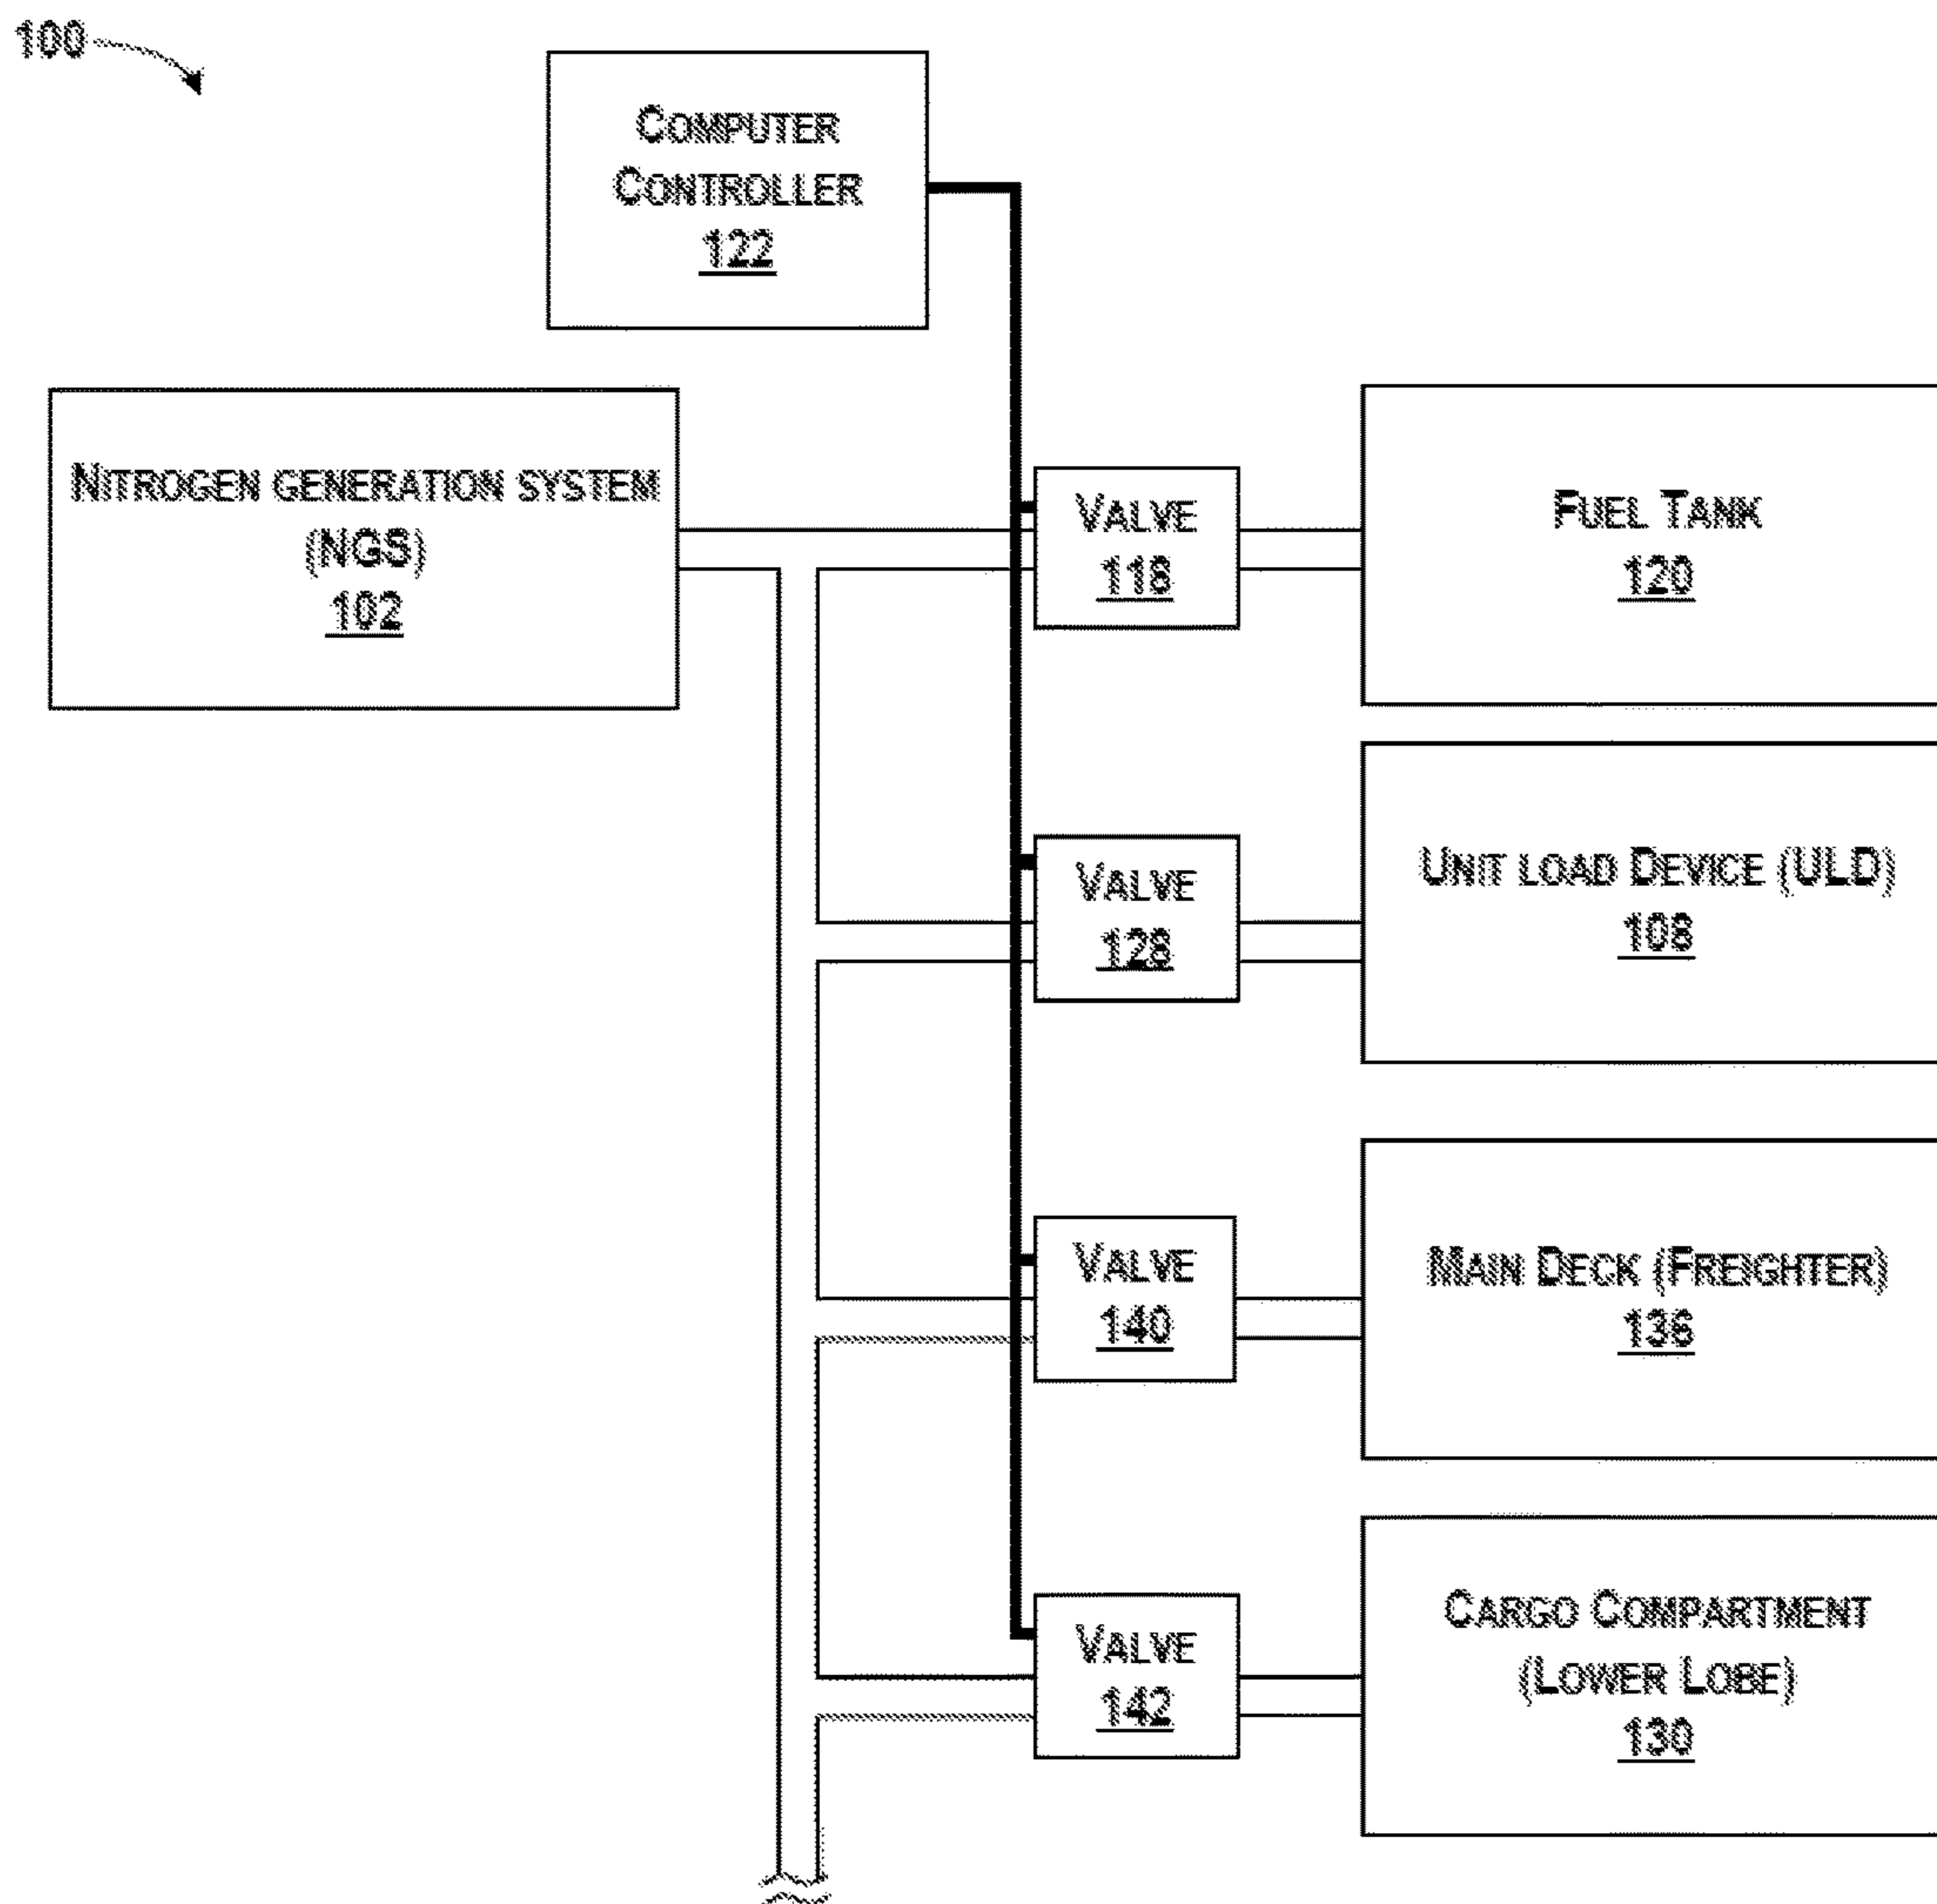 100
COMPUTER
CONTROLLER
122
NITROGEN GENERATION SYSTEM
(NGS)
102
VALVE
118
FUEL TANK
120
VALVE
128
UNIT LOAD DEVICE (ULD)
108
VALVE
140
MAIN DECK (FREIGHTER)
136
VALVE
142
CARGO COMPARTMENT
(LOWER LOBE)
130